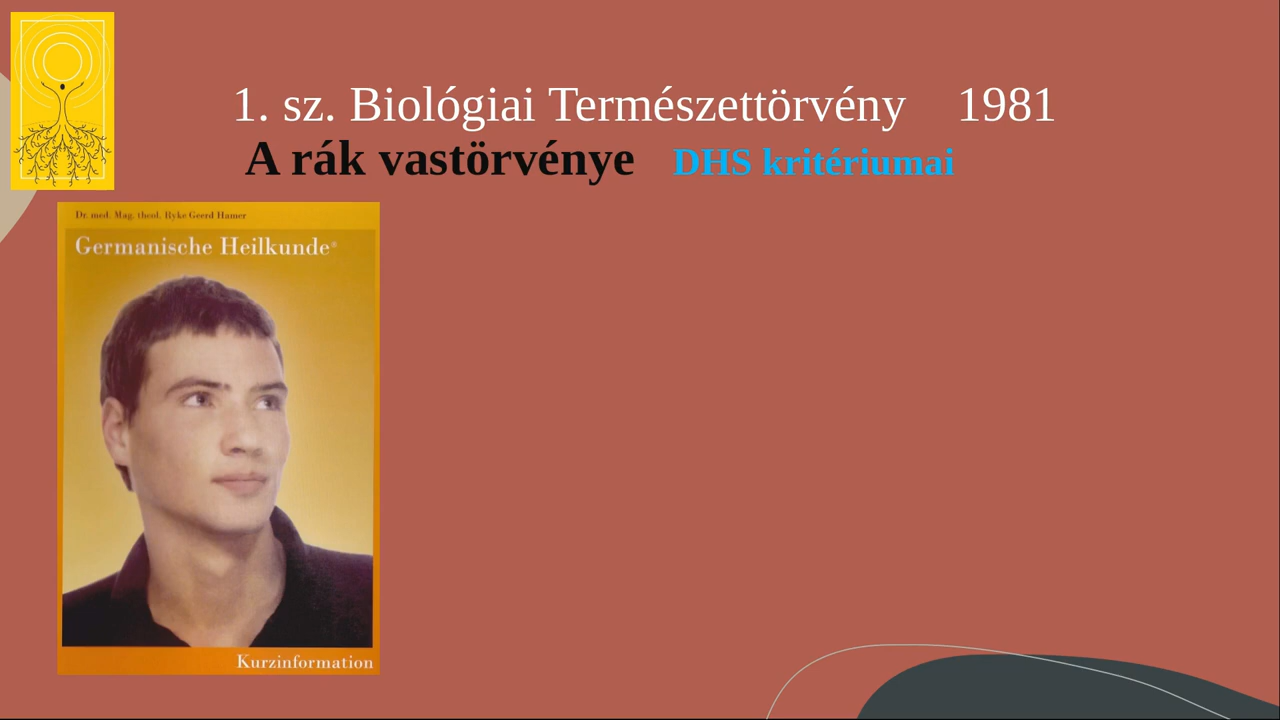 1. sz. Biológiai Természettörvény 1981
A rák vastörvénye DHS kritériumai
Dr. med. Mag. theol. Ryke Geerd Hamer
Germanische Heilkunde®
Kurzinformation